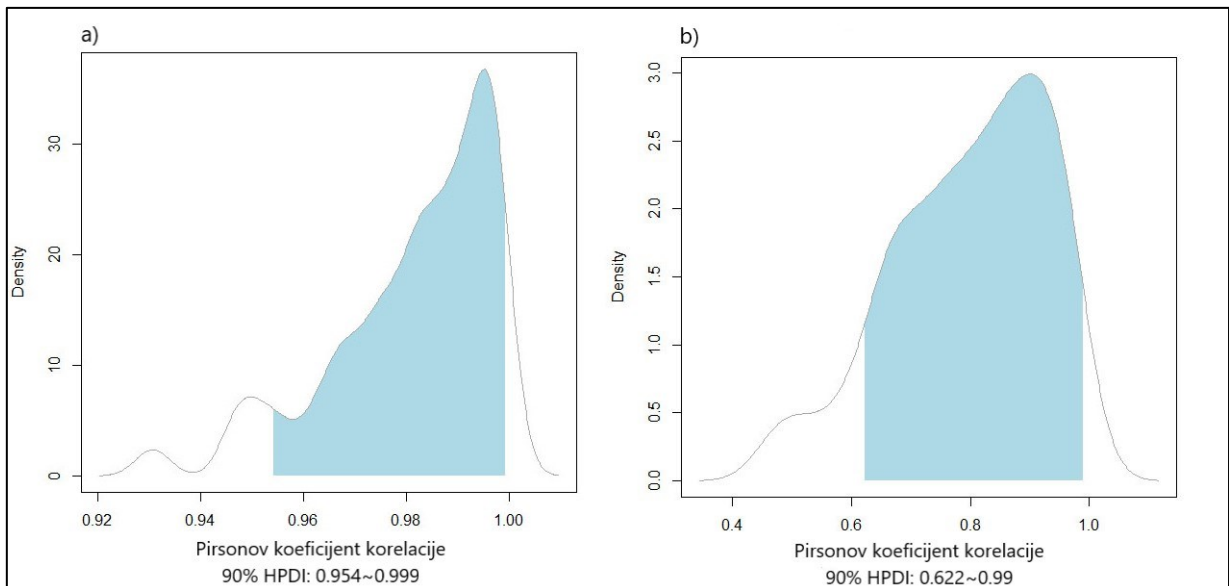 a)
Density
0
10
20
30
0.92 0.94 0.96 0.98 1.00
Pirsonov koeficijent korelacije
90% HPDI: 0.954~0.999
b)
Density
0.0
0.5
1.0
1.5
2.0
2.5
3.0
0.4 0.6 0.8 1.0
Pirsonov koeficijent korelacije
90% HPDI: 0.622~0.99